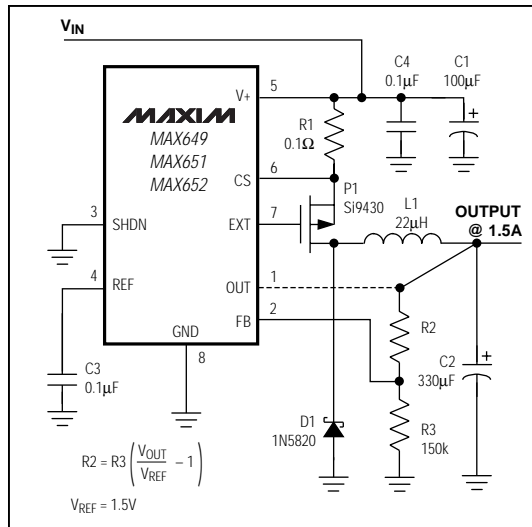 VIN
C4
0.1µF
C1
100µF
+
V+
5
R1
0.1Ω
MAXIM
MAX649
MAX651
MAX652
CS
6
P1
Si9430
3
SHDN
EXT
7
L1
22µH
OUTPUT
@ 1.5A
4
REF
OUT
1
FB
2
R2
+
C2
330µF
GND
8
C3
0.1µF
D1
1N5820
R3
150k
R2 = R3 (VOUT/VREF – 1)
VREF = 1.5V